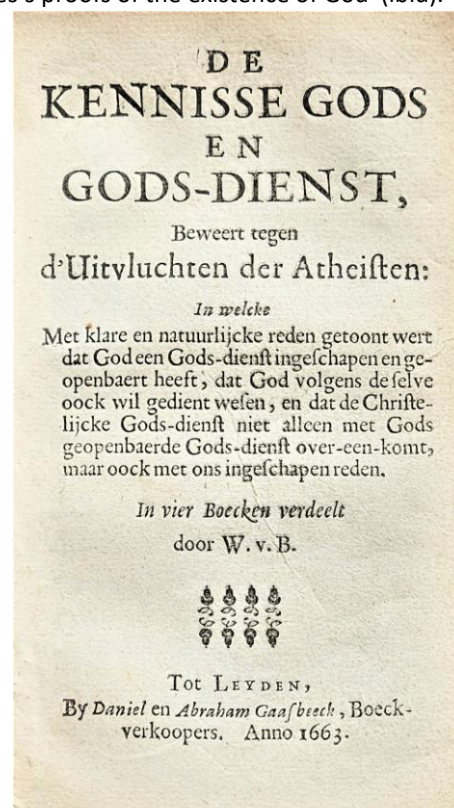 es's proofs of the existence of God' (ibid).
DE
KENNISSE GODS
EN
GODS-DIENST,
Beweert tegen
d'Uitvluchten der Atheiſten:
In welcke
Met klare en natuurlijcke reden getoont wert
dat God een Gods-dienſt ingeſchapen en ge-
openbaert heeft, dat God volgens de ſelve
oock wil gedient weſen, en dat de Chriſte-
lijcke Gods-dienſt niet alleen met Gods
geopenbaerde Gods-dienſt over-een-komt,
maar oock met ons ingeſchapen reden.
In vier Boecken verdeelt
door W. v. B.
Tot LEYDEN,
By Daniel en Abraham Gaaſbeeck, Boeck-
verkoopers. Anno 1663.